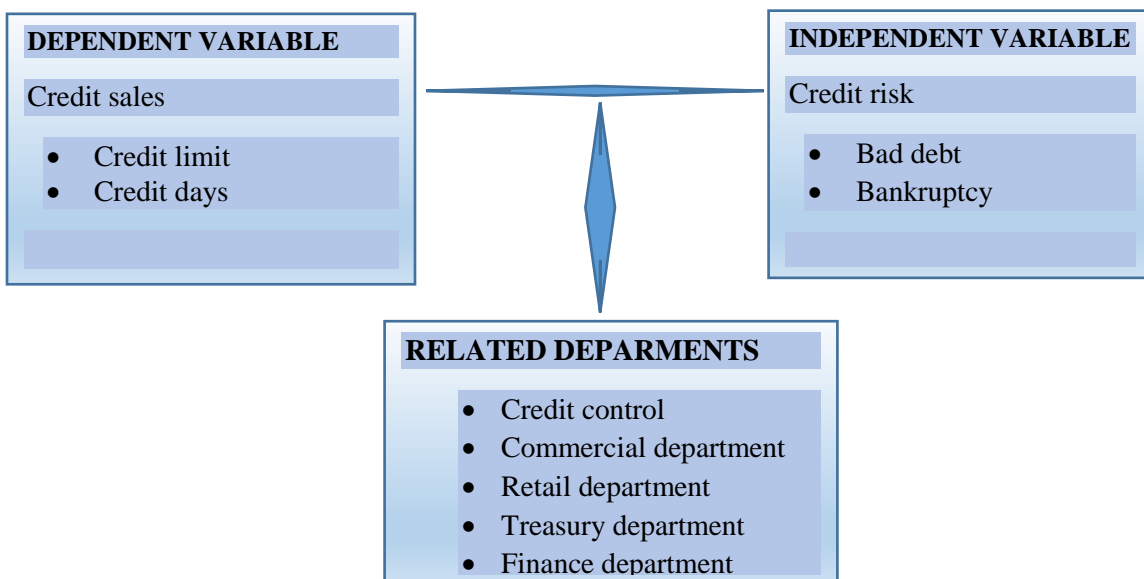 DEPENDENT VARIABLE
Credit sales
• Credit limit
• Credit days
INDEPENDENT VARIABLE
Credit risk
• Bad debt
• Bankruptcy
RELATED DEPARMENTS
• Credit control
• Commercial department
• Retail department
• Treasury department
• Finance department